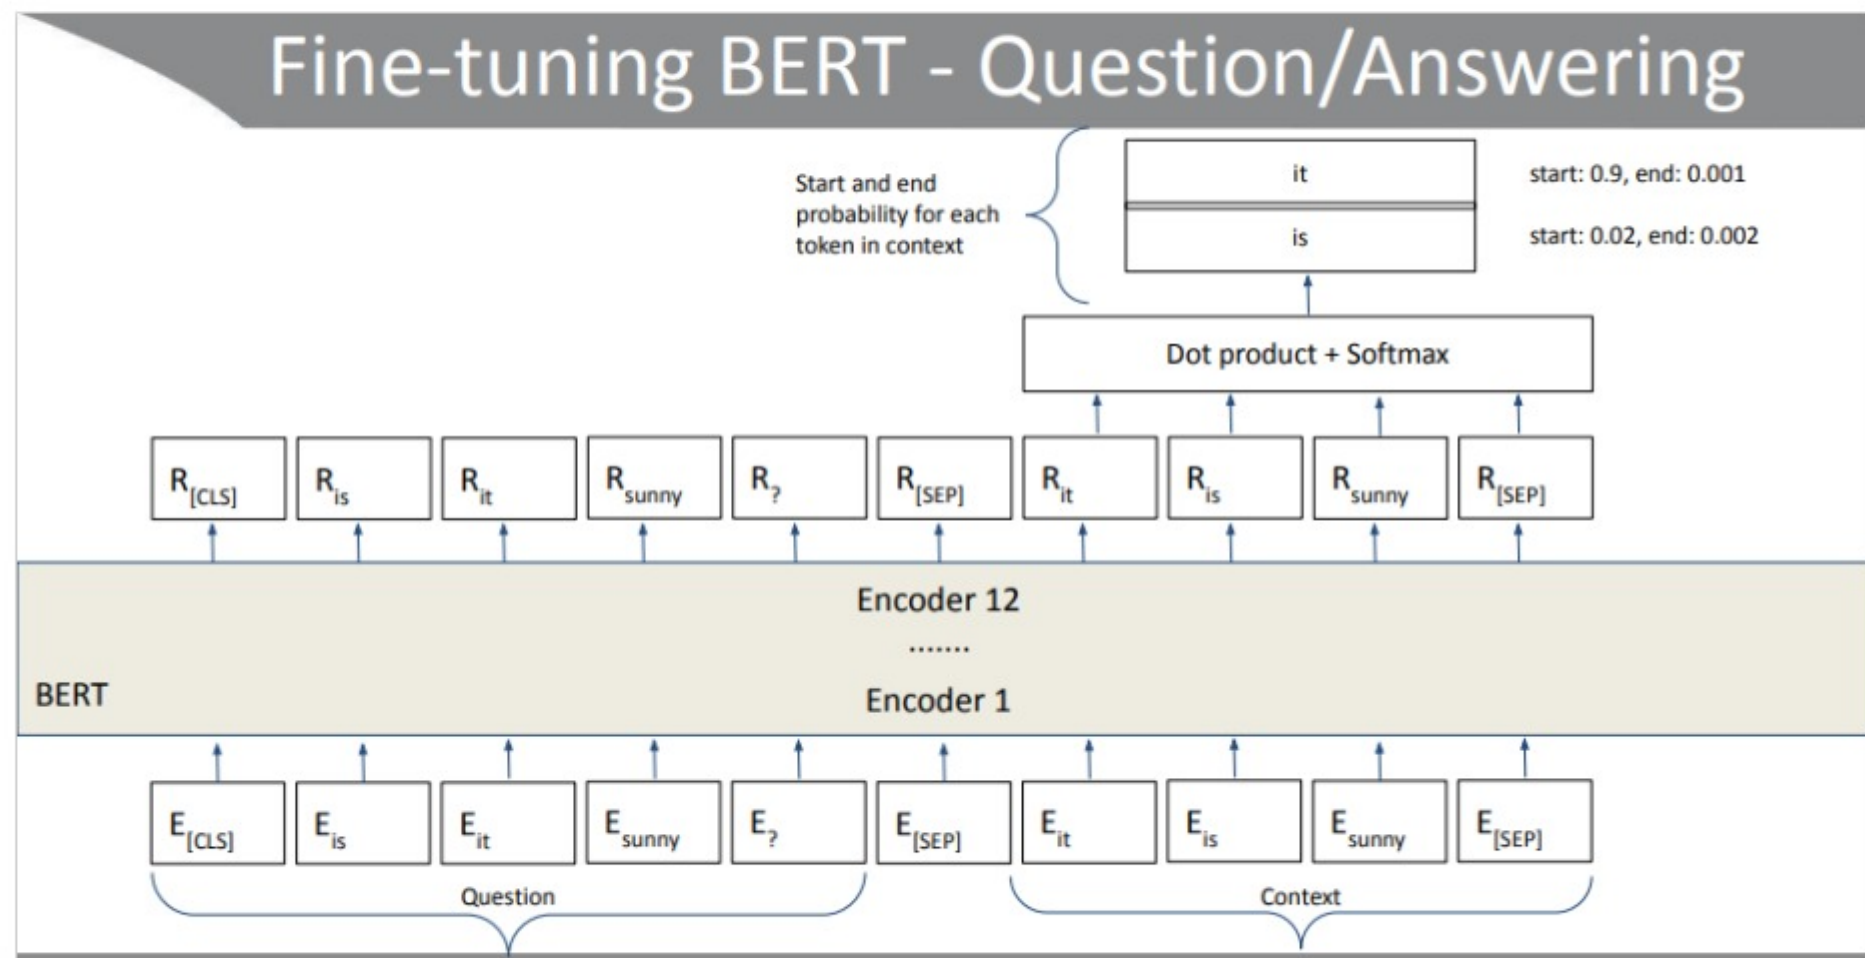 Fine-tuning BERT - Question/Answering
Start and end
probability for each
token in context
it
start: 0.9, end: 0.001
is
start: 0.02, end: 0.002
Dot product + Softmax
R[CLS] Ris Rit Rsunny R? R[SEP] Rit Ris Rsunny R[SEP]
Encoder 12
.......
BERT
Encoder 1
E[CLS] Eis Eit Esunny E? E[SEP] Eit Eis Esunny E[SEP]
Question
Context